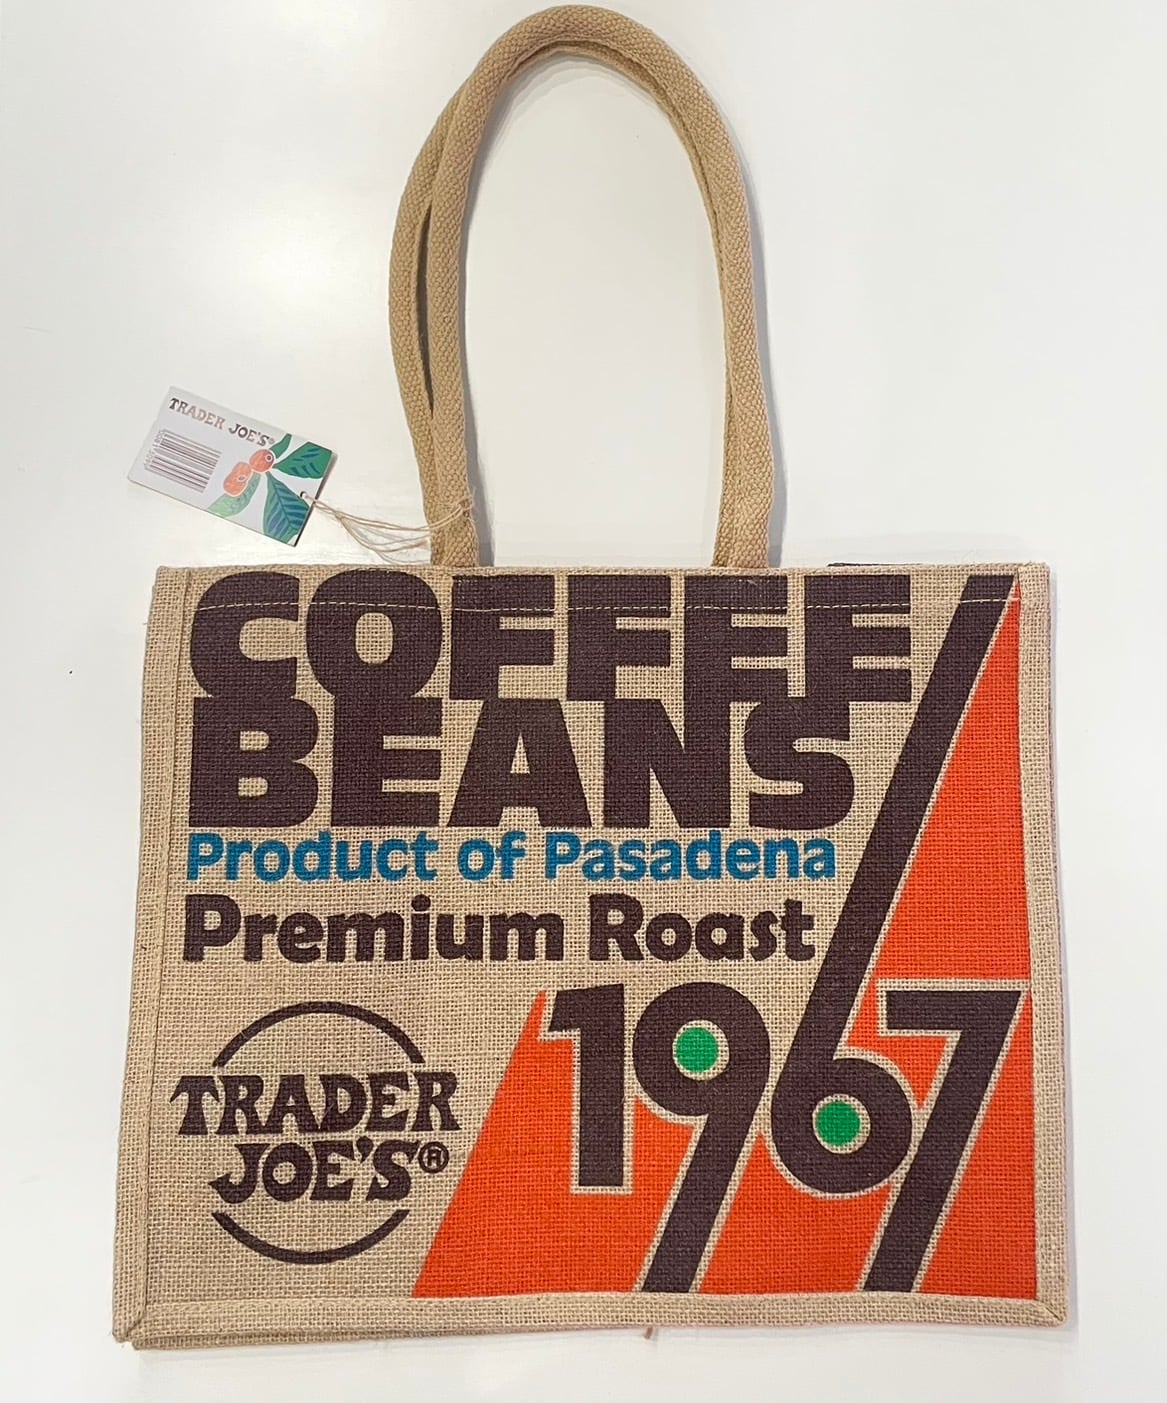 TRADER JOE'S®
COFFEE
BEANS
Product of Pasadena
Premium Roast
1967
TRADER
JOE'S®